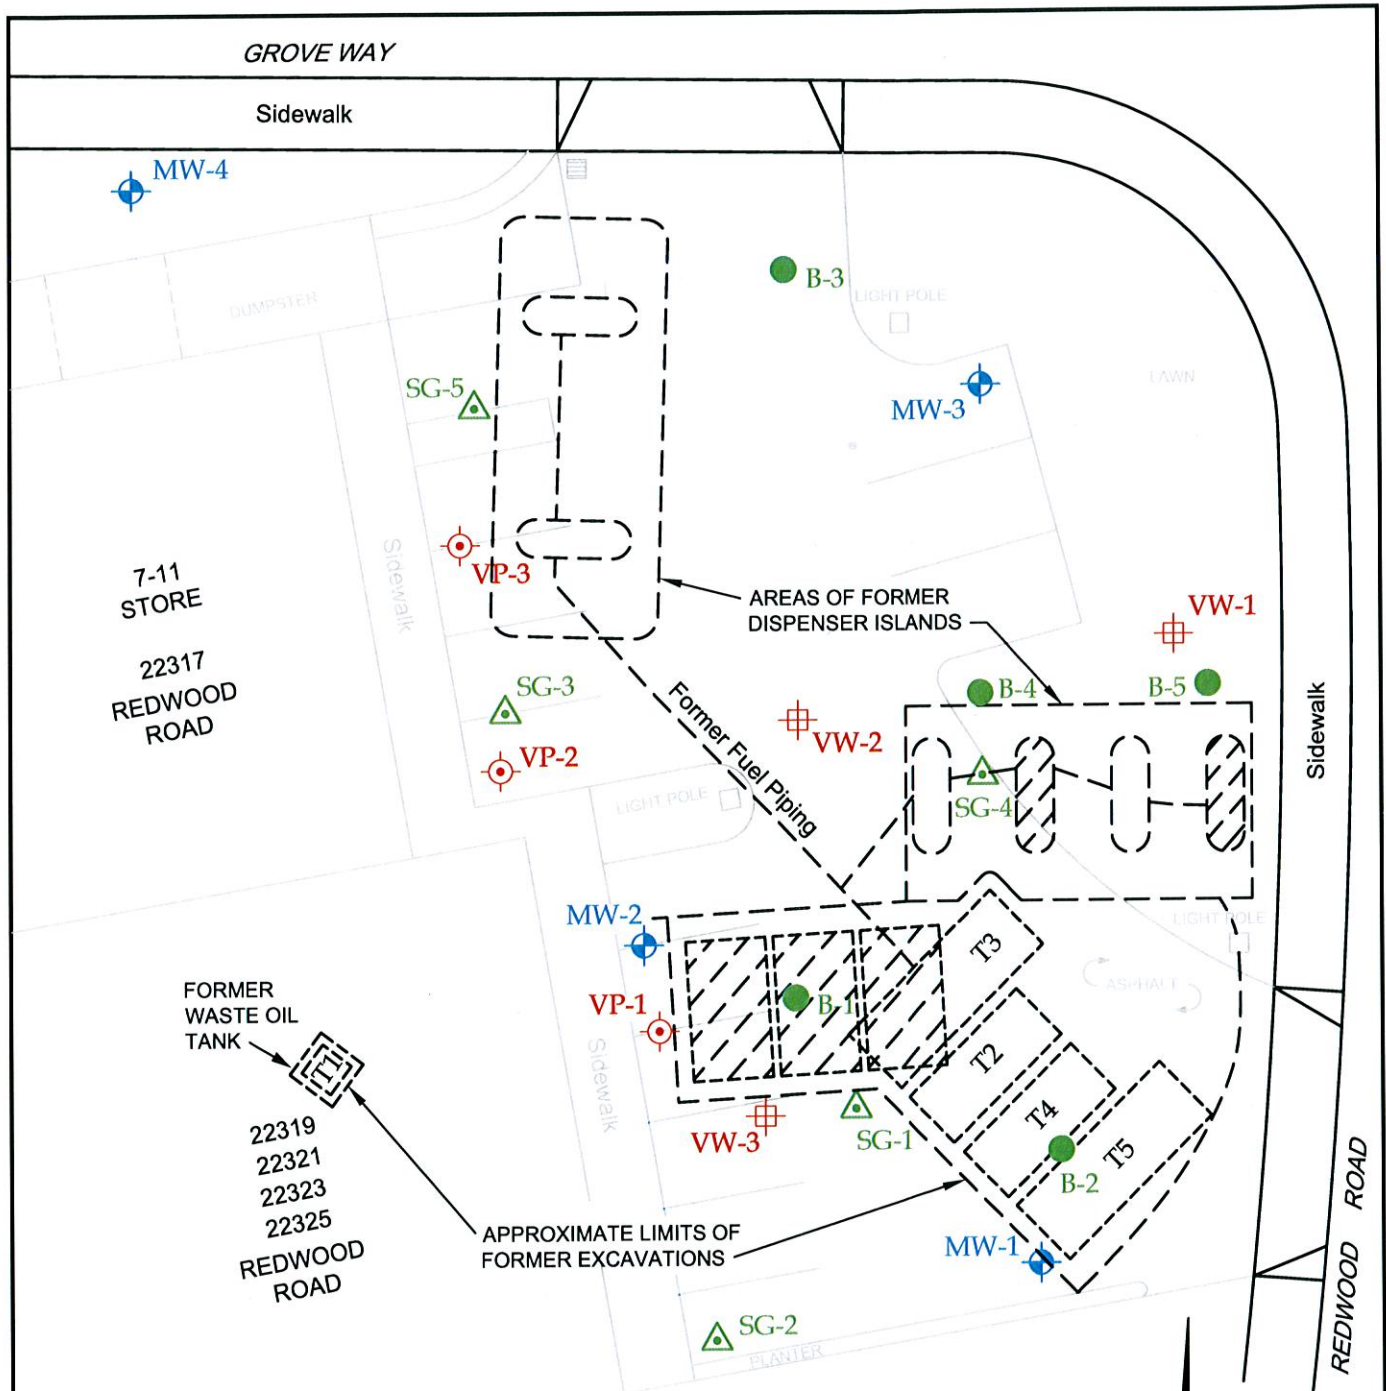 GROVE WAY
Sidewalk
MW-4
B-3
DUMPSTER
LIGHT POLE
SG-5
MW-3
LAWN
7-11
STORE
Sidewalk
VP-3
AREAS OF FORMER
DISPENSER ISLANDS
VW-1
22317
REDWOOD
ROAD
SG-3
B-4
B-5
Former Fuel Piping
VW-2
Sidewalk
VP-2
LIGHT POLE
SG-4
MW-2
LIGHT POLE
T3
ASPHALT
FORMER
WASTE OIL
TANK
VP-1
B-1
T2
T1
Sidewalk
VW-3
SG-1
T4
T5
B-2
22319
22321
22323
22325
REDWOOD
ROAD
APPROXIMATE LIMITS OF
FORMER EXCAVATIONS
MW-1
SG-2
PLANTER
REDWOOD ROAD